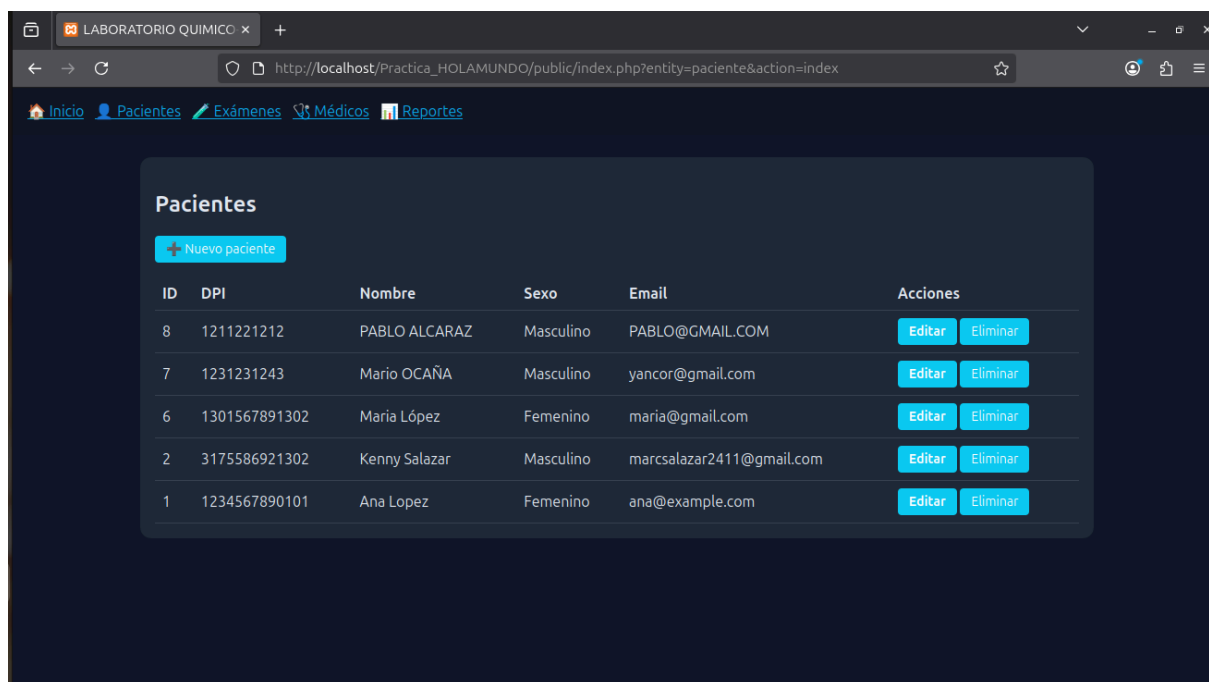 LABORATORIO QUIMICO
http://localhost/Practica_HOLAMUNDO/public/index.php?entity=paciente&action=index
Inicio Pacientes Exámenes Médicos Reportes
Pacientes
Nuevo paciente
ID DPI Nombre Sexo Email Acciones
8 1211221212 PABLO ALCARAZ Masculino PABLO@GMAIL.COM Editar Eliminar
7 1231231243 Mario OCAÑA Masculino yancor@gmail.com Editar Eliminar
6 1301567891302 Maria López Femenino maria@gmail.com Editar Eliminar
2 3175586921302 Kenny Salazar Masculino marcsalazar2411@gmail.com Editar Eliminar
1 1234567890101 Ana Lopez Femenino ana@example.com Editar Eliminar